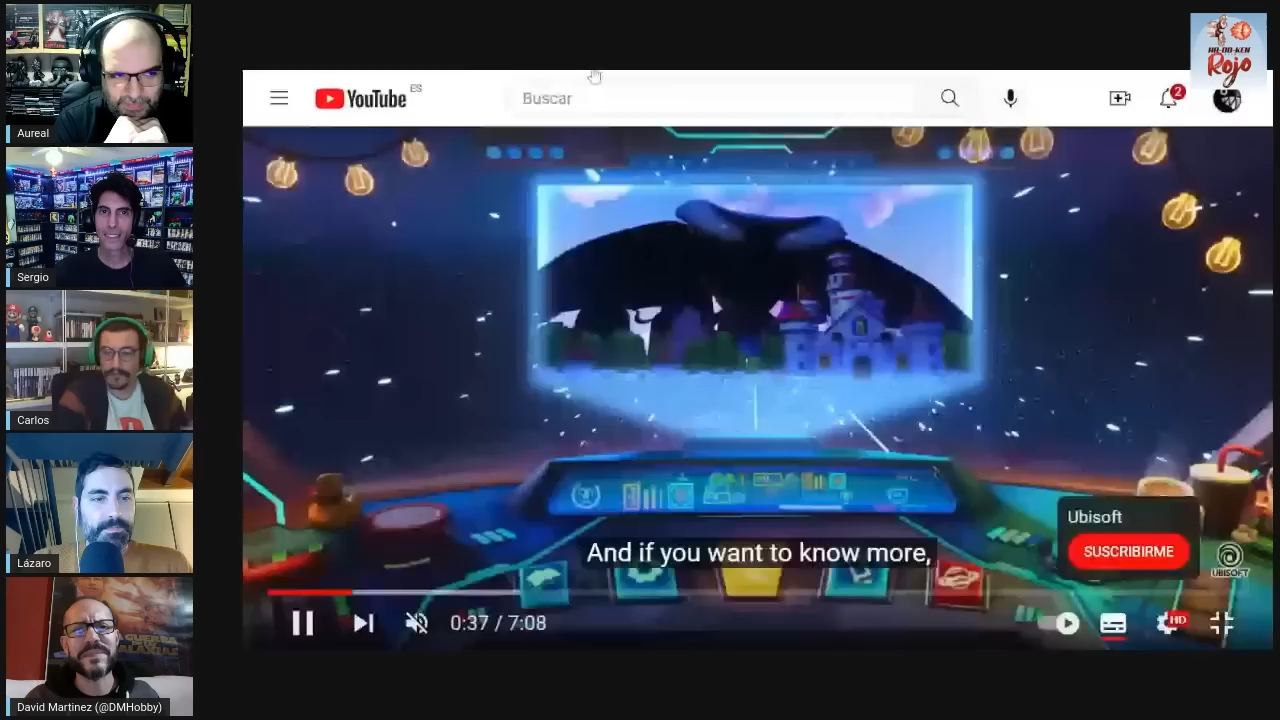 Aureal
Sergio
Carlos
Lázaro
David Martinez (@DMHobby)
HA-DO-KEN
Rojo
YouTube ES
Buscar
2
And if you want to know more,
Ubisoft
SUSCRIBIRME
UBISOFT
0:37 / 7:08
HD